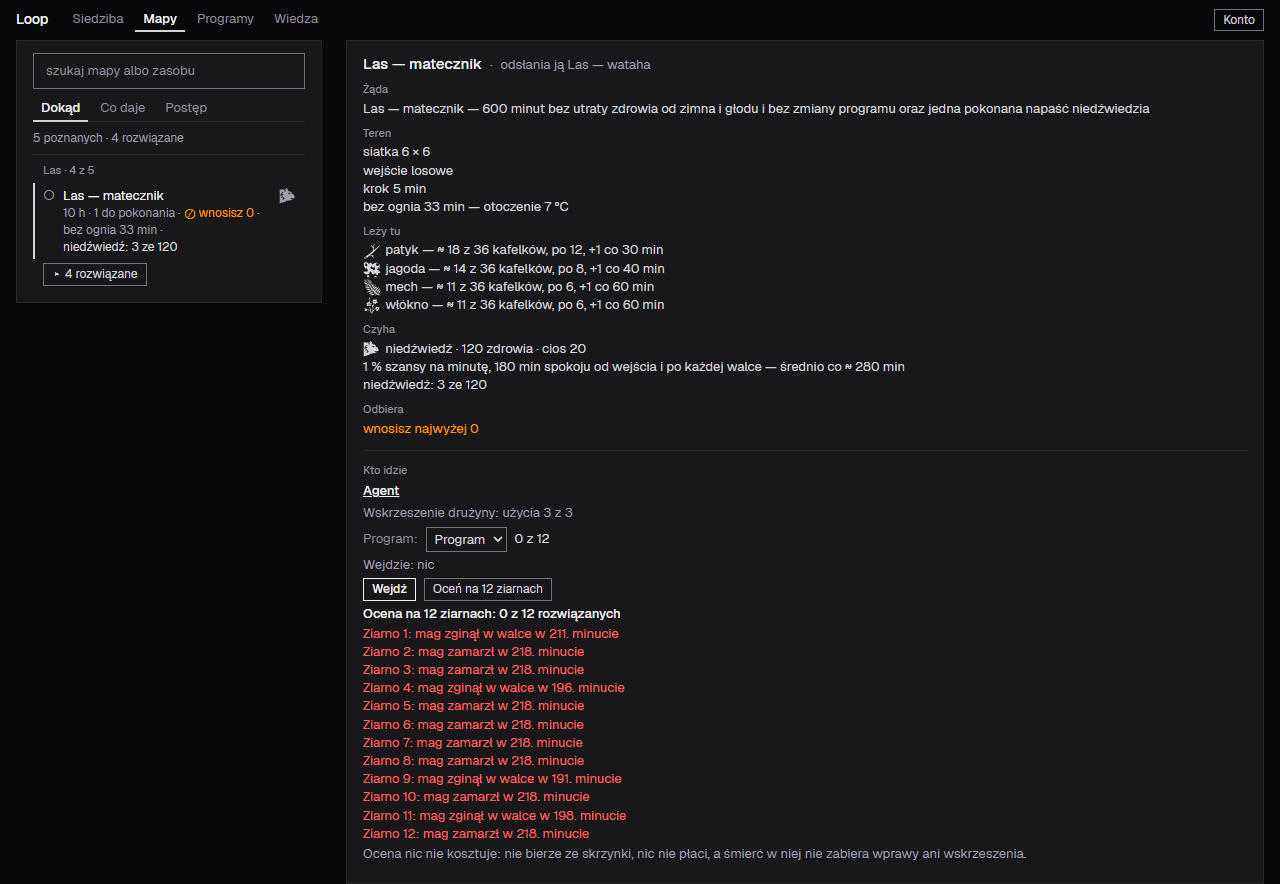 Loop Siedziba Mapy Programy Wiedza Konto
szukaj mapy albo zasobu
Dokąd Co daje Postęp
5 poznanych · 4 rozwiązane
Las · 4 z 5
Las — matecznik
10 h · 1 do pokonania · wnosisz 0 ·
bez ognia 33 min ·
niedźwiedź: 3 ze 120
▸ 4 rozwiązane
Las — matecznik · odsłania ją Las — wataha
Żąda
Las — matecznik — 600 minut bez utraty zdrowia od zimna i głodu i bez zmiany programu oraz jedna pokonana napaść niedźwiedzia
Teren
siatka 6 × 6
wejście losowe
krok 5 min
bez ognia 33 min — otoczenie 7 °C
Leży tu
patyk — ≈ 18 z 36 kafelków, po 12, +1 co 30 min
jagoda — ≈ 14 z 36 kafelków, po 8, +1 co 40 min
mech — ≈ 11 z 36 kafelków, po 6, +1 co 60 min
włókno — ≈ 11 z 36 kafelków, po 6, +1 co 60 min
Czyha
niedźwiedź · 120 zdrowia · cios 20
1 % szansy na minutę, 180 min spokoju od wejścia i po każdej walce — średnio co ≈ 280 min
niedźwiedź: 3 ze 120
Odbiera
wnosisz najwyżej 0
Kto idzie
Agent
Wskrzeszenie drużyny: użycia 3 z 3
Program: Program 0 z 12
Wejdzie: nic
Wejdź Oceń na 12 ziarnach
Ocena na 12 ziarnach: 0 z 12 rozwiązanych
Ziarno 1: mag zginął w walce w 211. minucie
Ziarno 2: mag zamarzł w 218. minucie
Ziarno 3: mag zamarzł w 218. minucie
Ziarno 4: mag zginął w walce w 196. minucie
Ziarno 5: mag zamarzł w 218. minucie
Ziarno 6: mag zamarzł w 218. minucie
Ziarno 7: mag zamarzł w 218. minucie
Ziarno 8: mag zamarzł w 218. minucie
Ziarno 9: mag zginął w walce w 191. minucie
Ziarno 10: mag zamarzł w 218. minucie
Ziarno 11: mag zginął w walce w 198. minucie
Ziarno 12: mag zamarzł w 218. minucie
Ocena nic nie kosztuje: nie bierze ze skrzynki, nic nie płaci, a śmierć w niej nie zabiera wprawy ani wskrzeszenia.